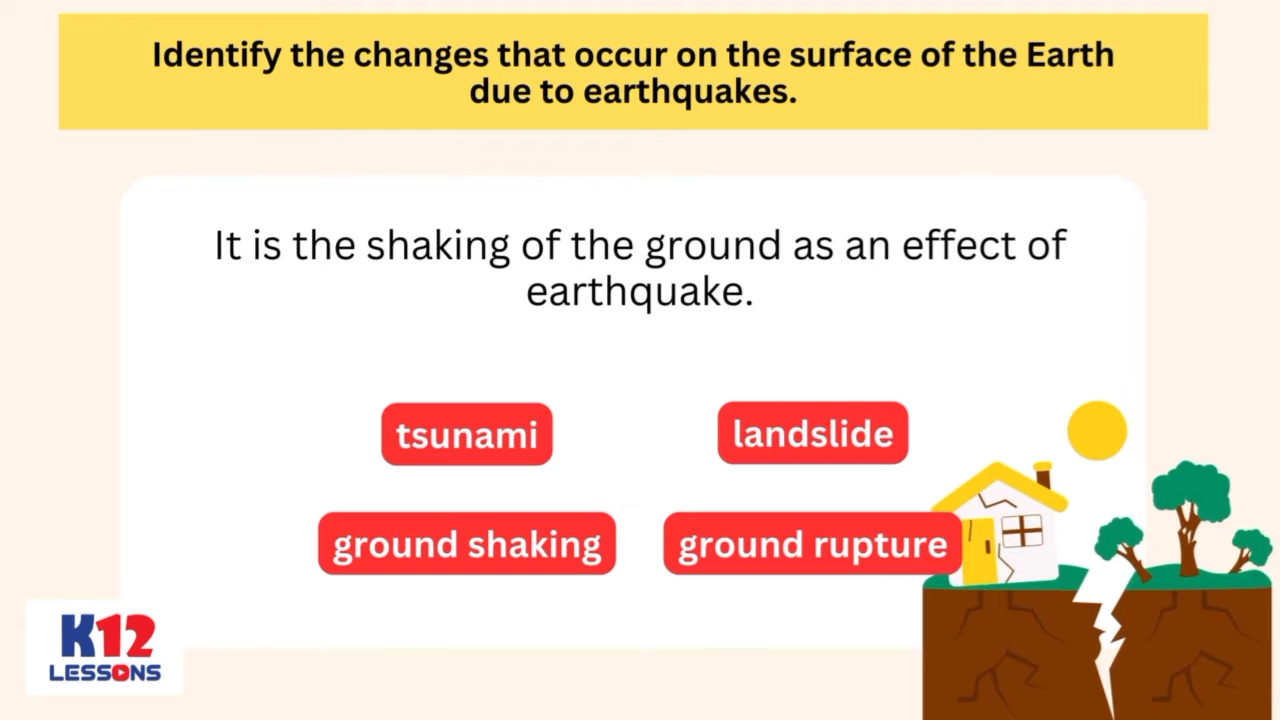 Identify the changes that occur on the surface of the Earth
due to earthquakes.
It is the shaking of the ground as an effect of
earthquake.
tsunami
landslide
ground shaking
ground rupture
K12
LESSONS